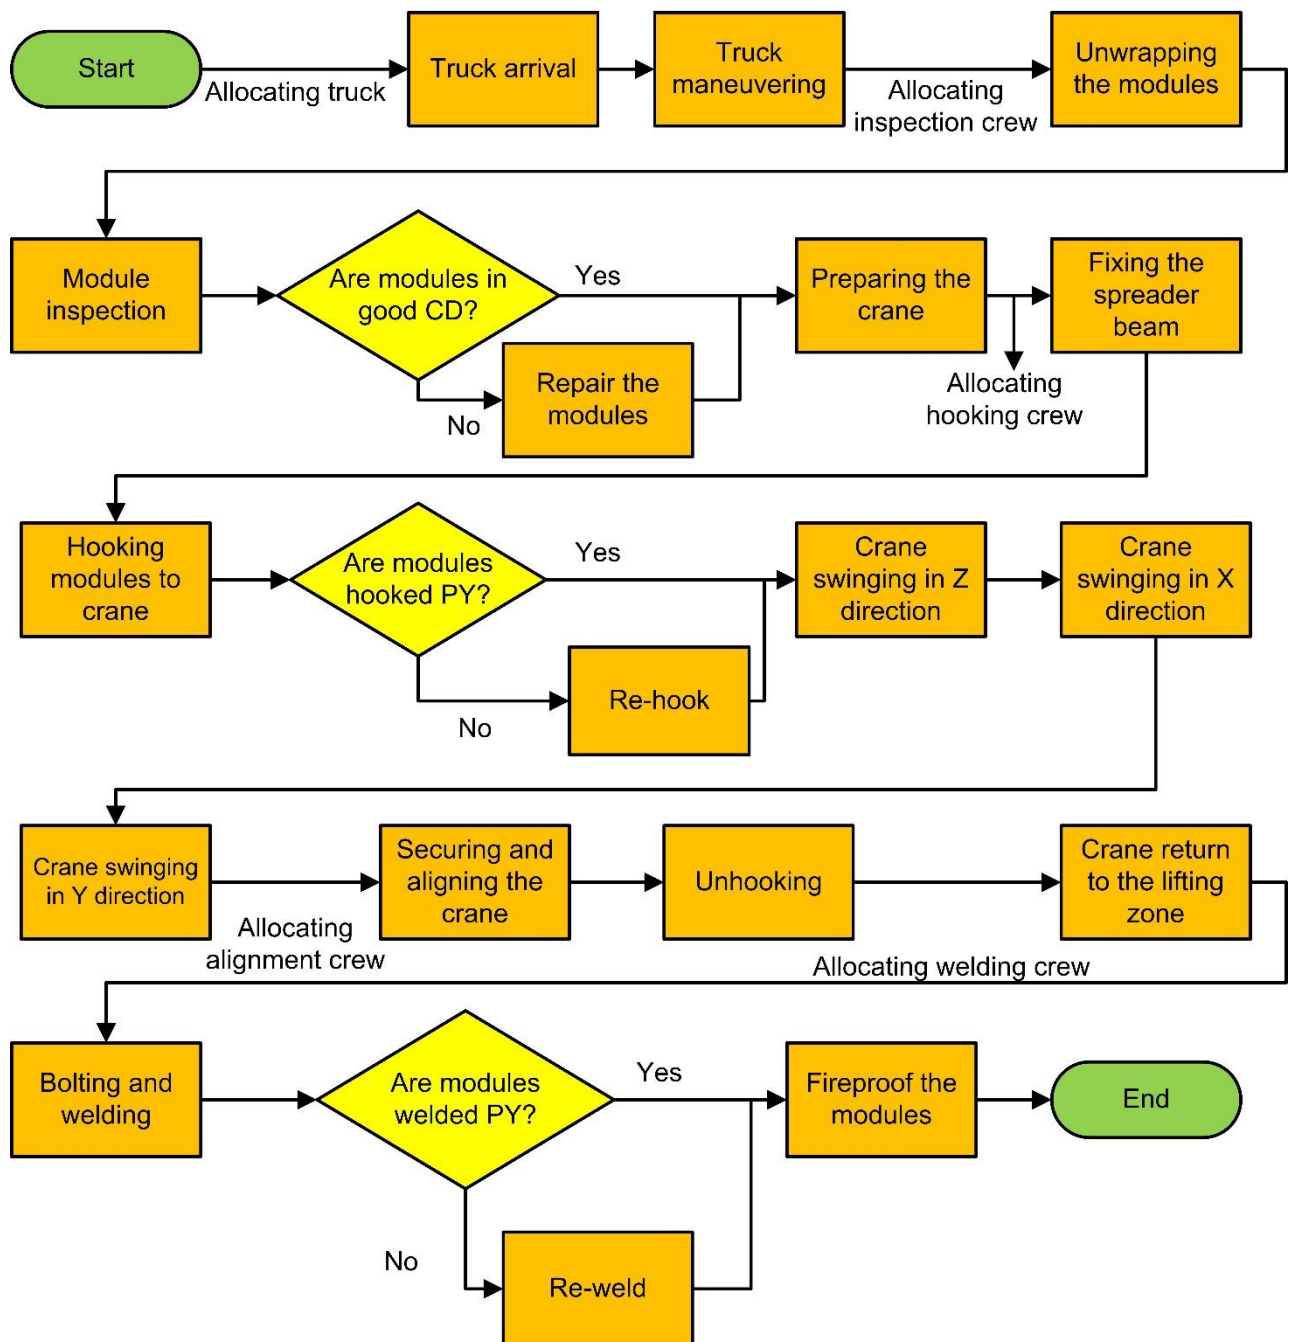 Start
Allocating truck
Truck arrival
Truck
maneuvering
Allocating
inspection crew
Unwrapping
the modules
Module
inspection
Are modules in
good CD?
Yes
No
Repair the
modules
Preparing the
crane
Allocating
hooking crew
Fixing the
spreader
beam
Hooking
modules to
crane
Are modules
hooked PY?
Yes
No
Re-hook
Crane
swinging in Z
direction
Crane
swinging in X
direction
Crane swinging
in Y direction
Allocating
alignment crew
Securing and
aligning the
crane
Unhooking
Crane return
to the lifting
zone
Allocating welding crew
Bolting and
welding
Are modules
welded PY?
Yes
No
Re-weld
Fireproof the
modules
End